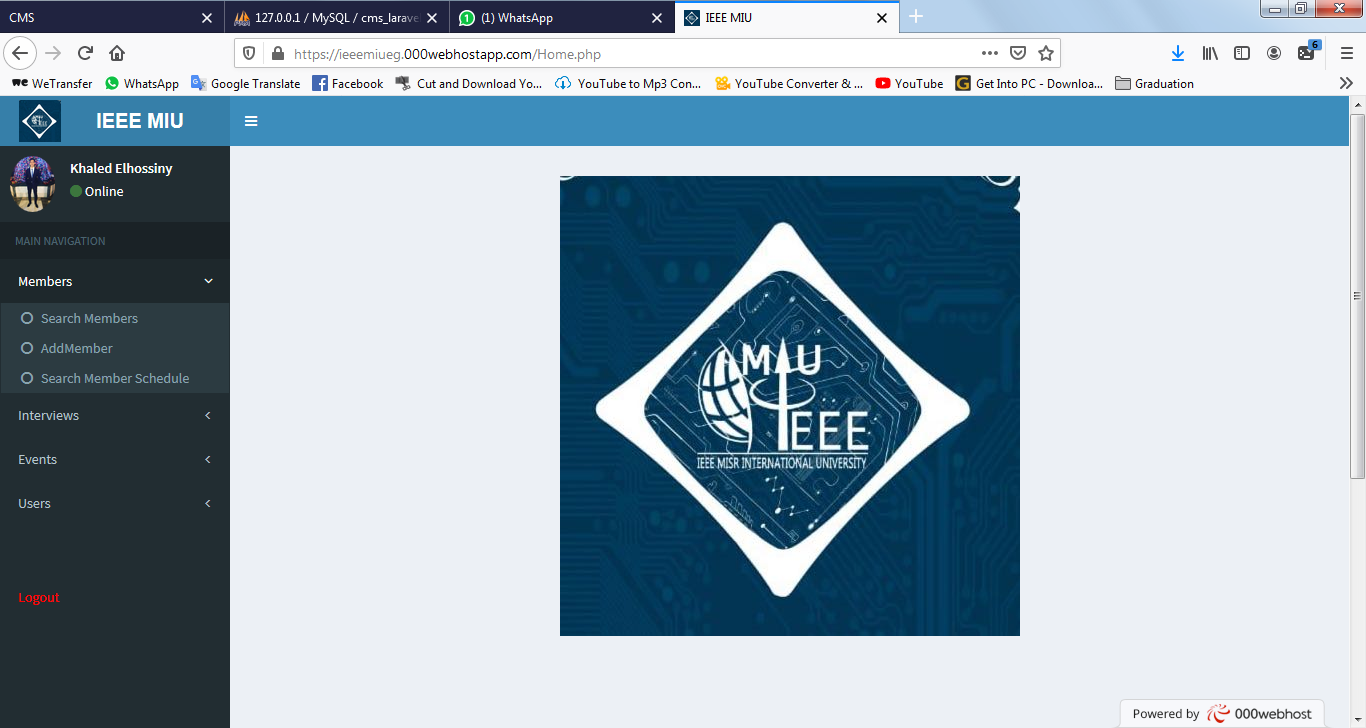 CMS
127.0.0.1 / MySQL / cms_larave
(1) WhatsApp
IEEE MIU
https://ieeemiueg.000webhostapp.com/Home.php
6
WeTransfer
WhatsApp
Google Translate
Facebook
Cut and Download Yo...
YouTube to Mp3 Con...
YouTube Converter & ...
YouTube
Get Into PC - Downloa...
Graduation
IEEE MIU
Khaled Elhossiny
Online
MAIN NAVIGATION
Members
Search Members
AddMember
Search Member Schedule
Interviews
Events
Users
Logout
MIU
IEEE
IEEE MISR INTERNATIONAL UNIVERSITY
Powered by 000webhost